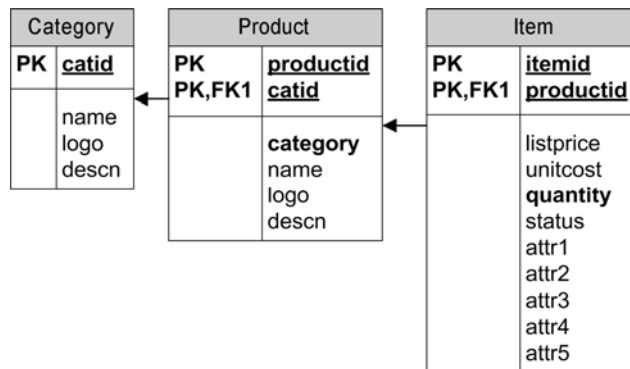 Category
PK catid
name
logo
descn
Product
PK productid
PK,FK1 catid
category
name
logo
descn
Item
PK itemid
PK,FK1 productid
listprice
unitcost
quantity
status
attr1
attr2
attr3
attr4
attr5